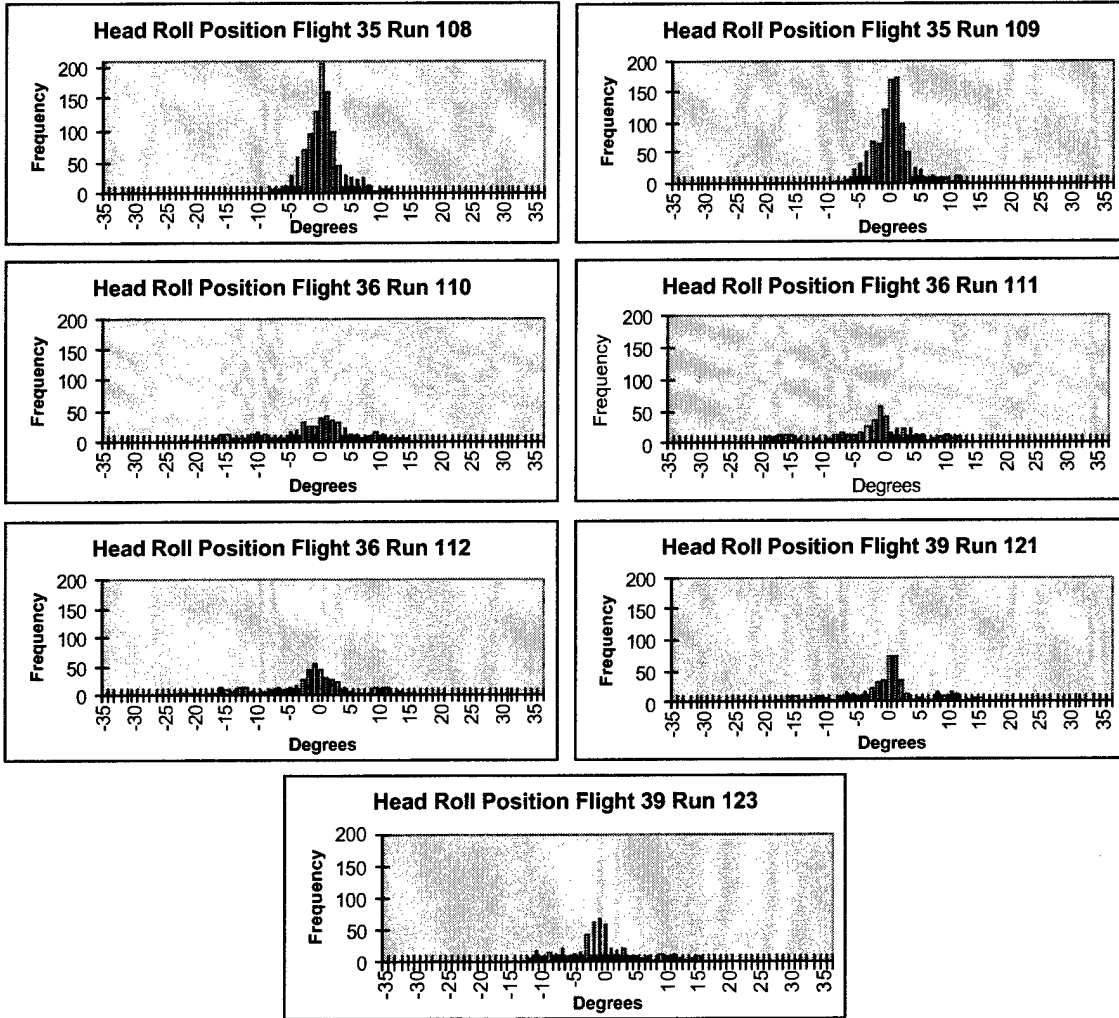 Head Roll Position Flight 35 Run 108
Frequency
200
150
100
50
0
-35 -30 -25 -20 -15 -10 -5 0 5 10 15 20 25 30 35
Degrees
Head Roll Position Flight 35 Run 109
Frequency
200
150
100
50
0
-35 -30 -25 -20 -15 -10 -5 0 5 10 15 20 25 30 35
Degrees
Head Roll Position Flight 36 Run 110
Frequency
200
150
100
50
0
-35 -30 -25 -20 -15 -10 -5 0 5 10 15 20 25 30 35
Degrees
Head Roll Position Flight 36 Run 111
Frequency
200
150
100
50
0
-35 -30 -25 -20 -15 -10 -5 0 5 10 15 20 25 30 35
Degrees
Head Roll Position Flight 36 Run 112
Frequency
200
150
100
50
0
-35 -30 -25 -20 -15 -10 -5 0 5 10 15 20 25 30 35
Degrees
Head Roll Position Flight 39 Run 121
Frequency
200
150
100
50
0
-35 -30 -25 -20 -15 -10 -5 0 5 10 15 20 25 30 35
Degrees
Head Roll Position Flight 39 Run 123
Frequency
200
150
100
50
0
-35 -30 -25 -20 -15 -10 -5 0 5 10 15 20 25 30 35
Degrees